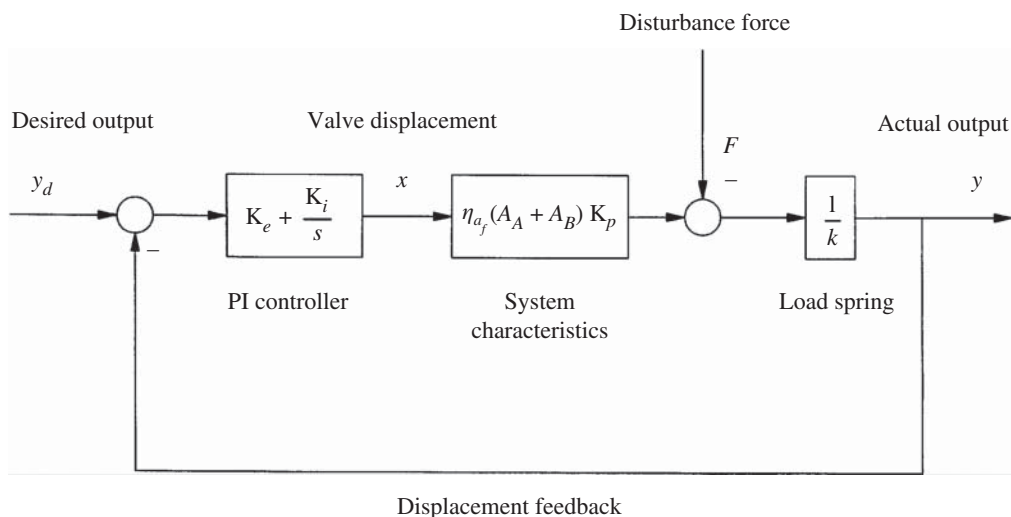 Disturbance force
Desired output
Valve displacement
Actual output
y_d
x
F
y
−
−
K_e + K_i/s
η_{a_f}(A_A + A_B) K_p
1/k
PI controller
System
characteristics
Load spring
Displacement feedback